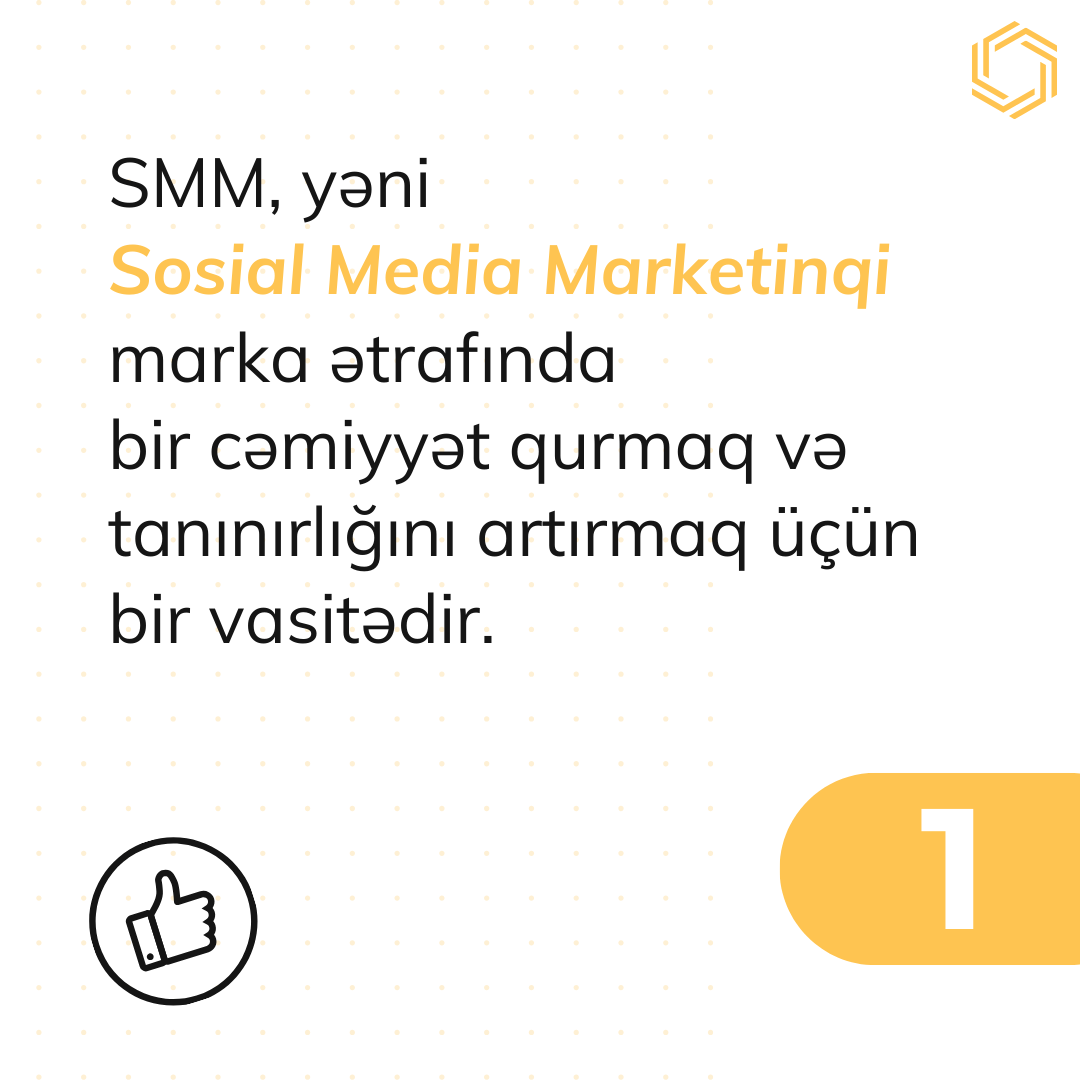 SMM, yəni
Sosial Media Marketinqi
marka ətrafında
bir cəmiyyət qurmaq və
tanınırlığını artırmaq üçün
bir vasitədir.
1